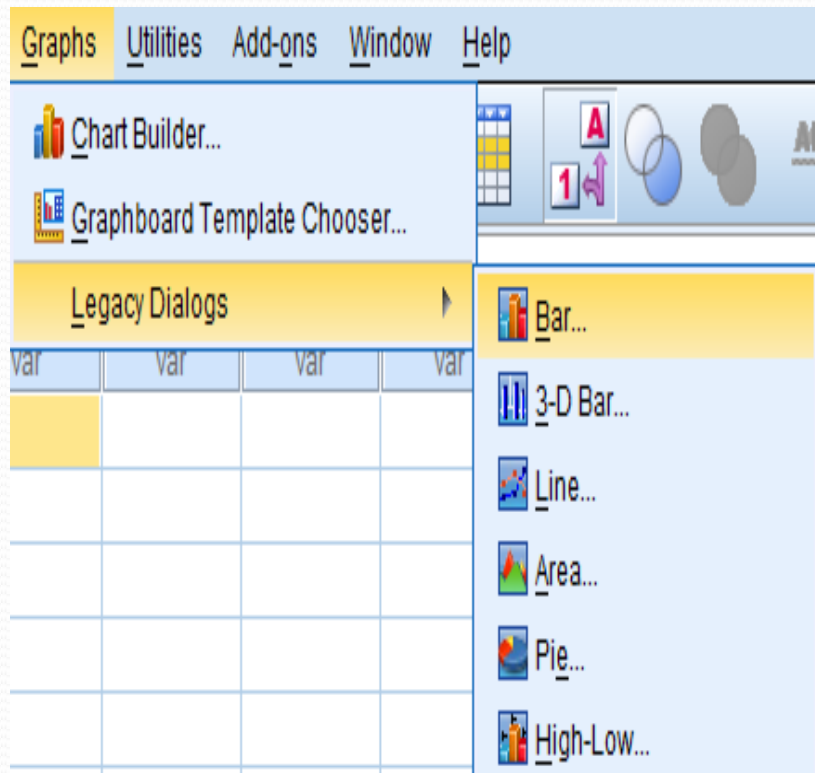 Graphs Utilities Add-ons Window Help
Chart Builder...
A
1
Graphboard Template Chooser...
Legacy Dialogs
Bar...
var var var var
3-D Bar...
Line...
Area...
Pie...
High-Low...